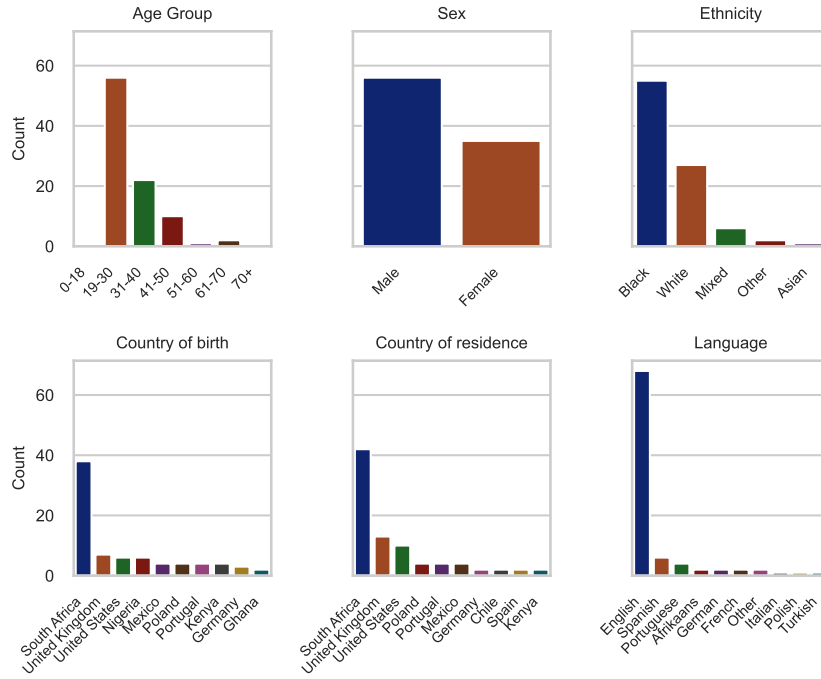 Age Group
Sex
Ethnicity
Count
60
40
20
0
0-18
19-30
31-40
41-50
51-60
61-70
70+
Male
Female
Black
White
Mixed
Other
Asian
Country of birth
Country of residence
Language
Count
60
40
20
0
South Africa
United Kingdom
United States
Nigeria
Mexico
Poland
Portugal
Kenya
Germany
Ghana
South Africa
United Kingdom
United States
Poland
Portugal
Mexico
Germany
Chile
Spain
Kenya
English
Spanish
Portuguese
Afrikaans
German
French
Other
Italian
Polish
Turkish